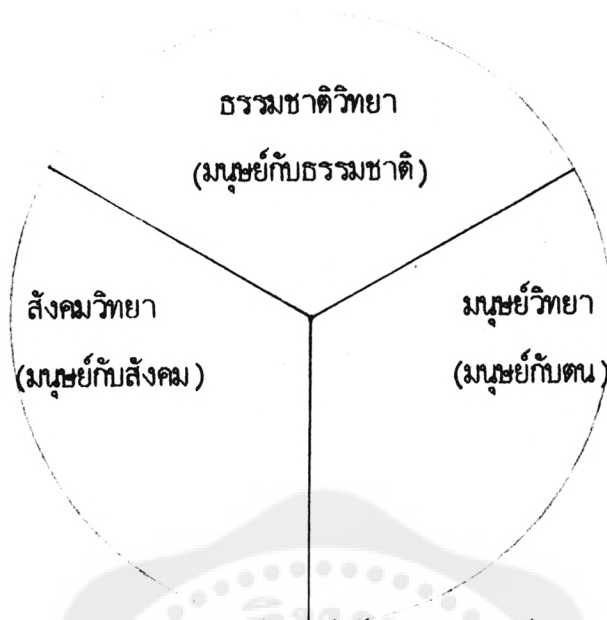 ธรรมชาติวิทยา
(มนุษย์กับธรรมชาติ)
สังคมวิทยา
(มนุษย์กับสังคม)
มนุษย์วิทยา
(มนุษย์กับตน)